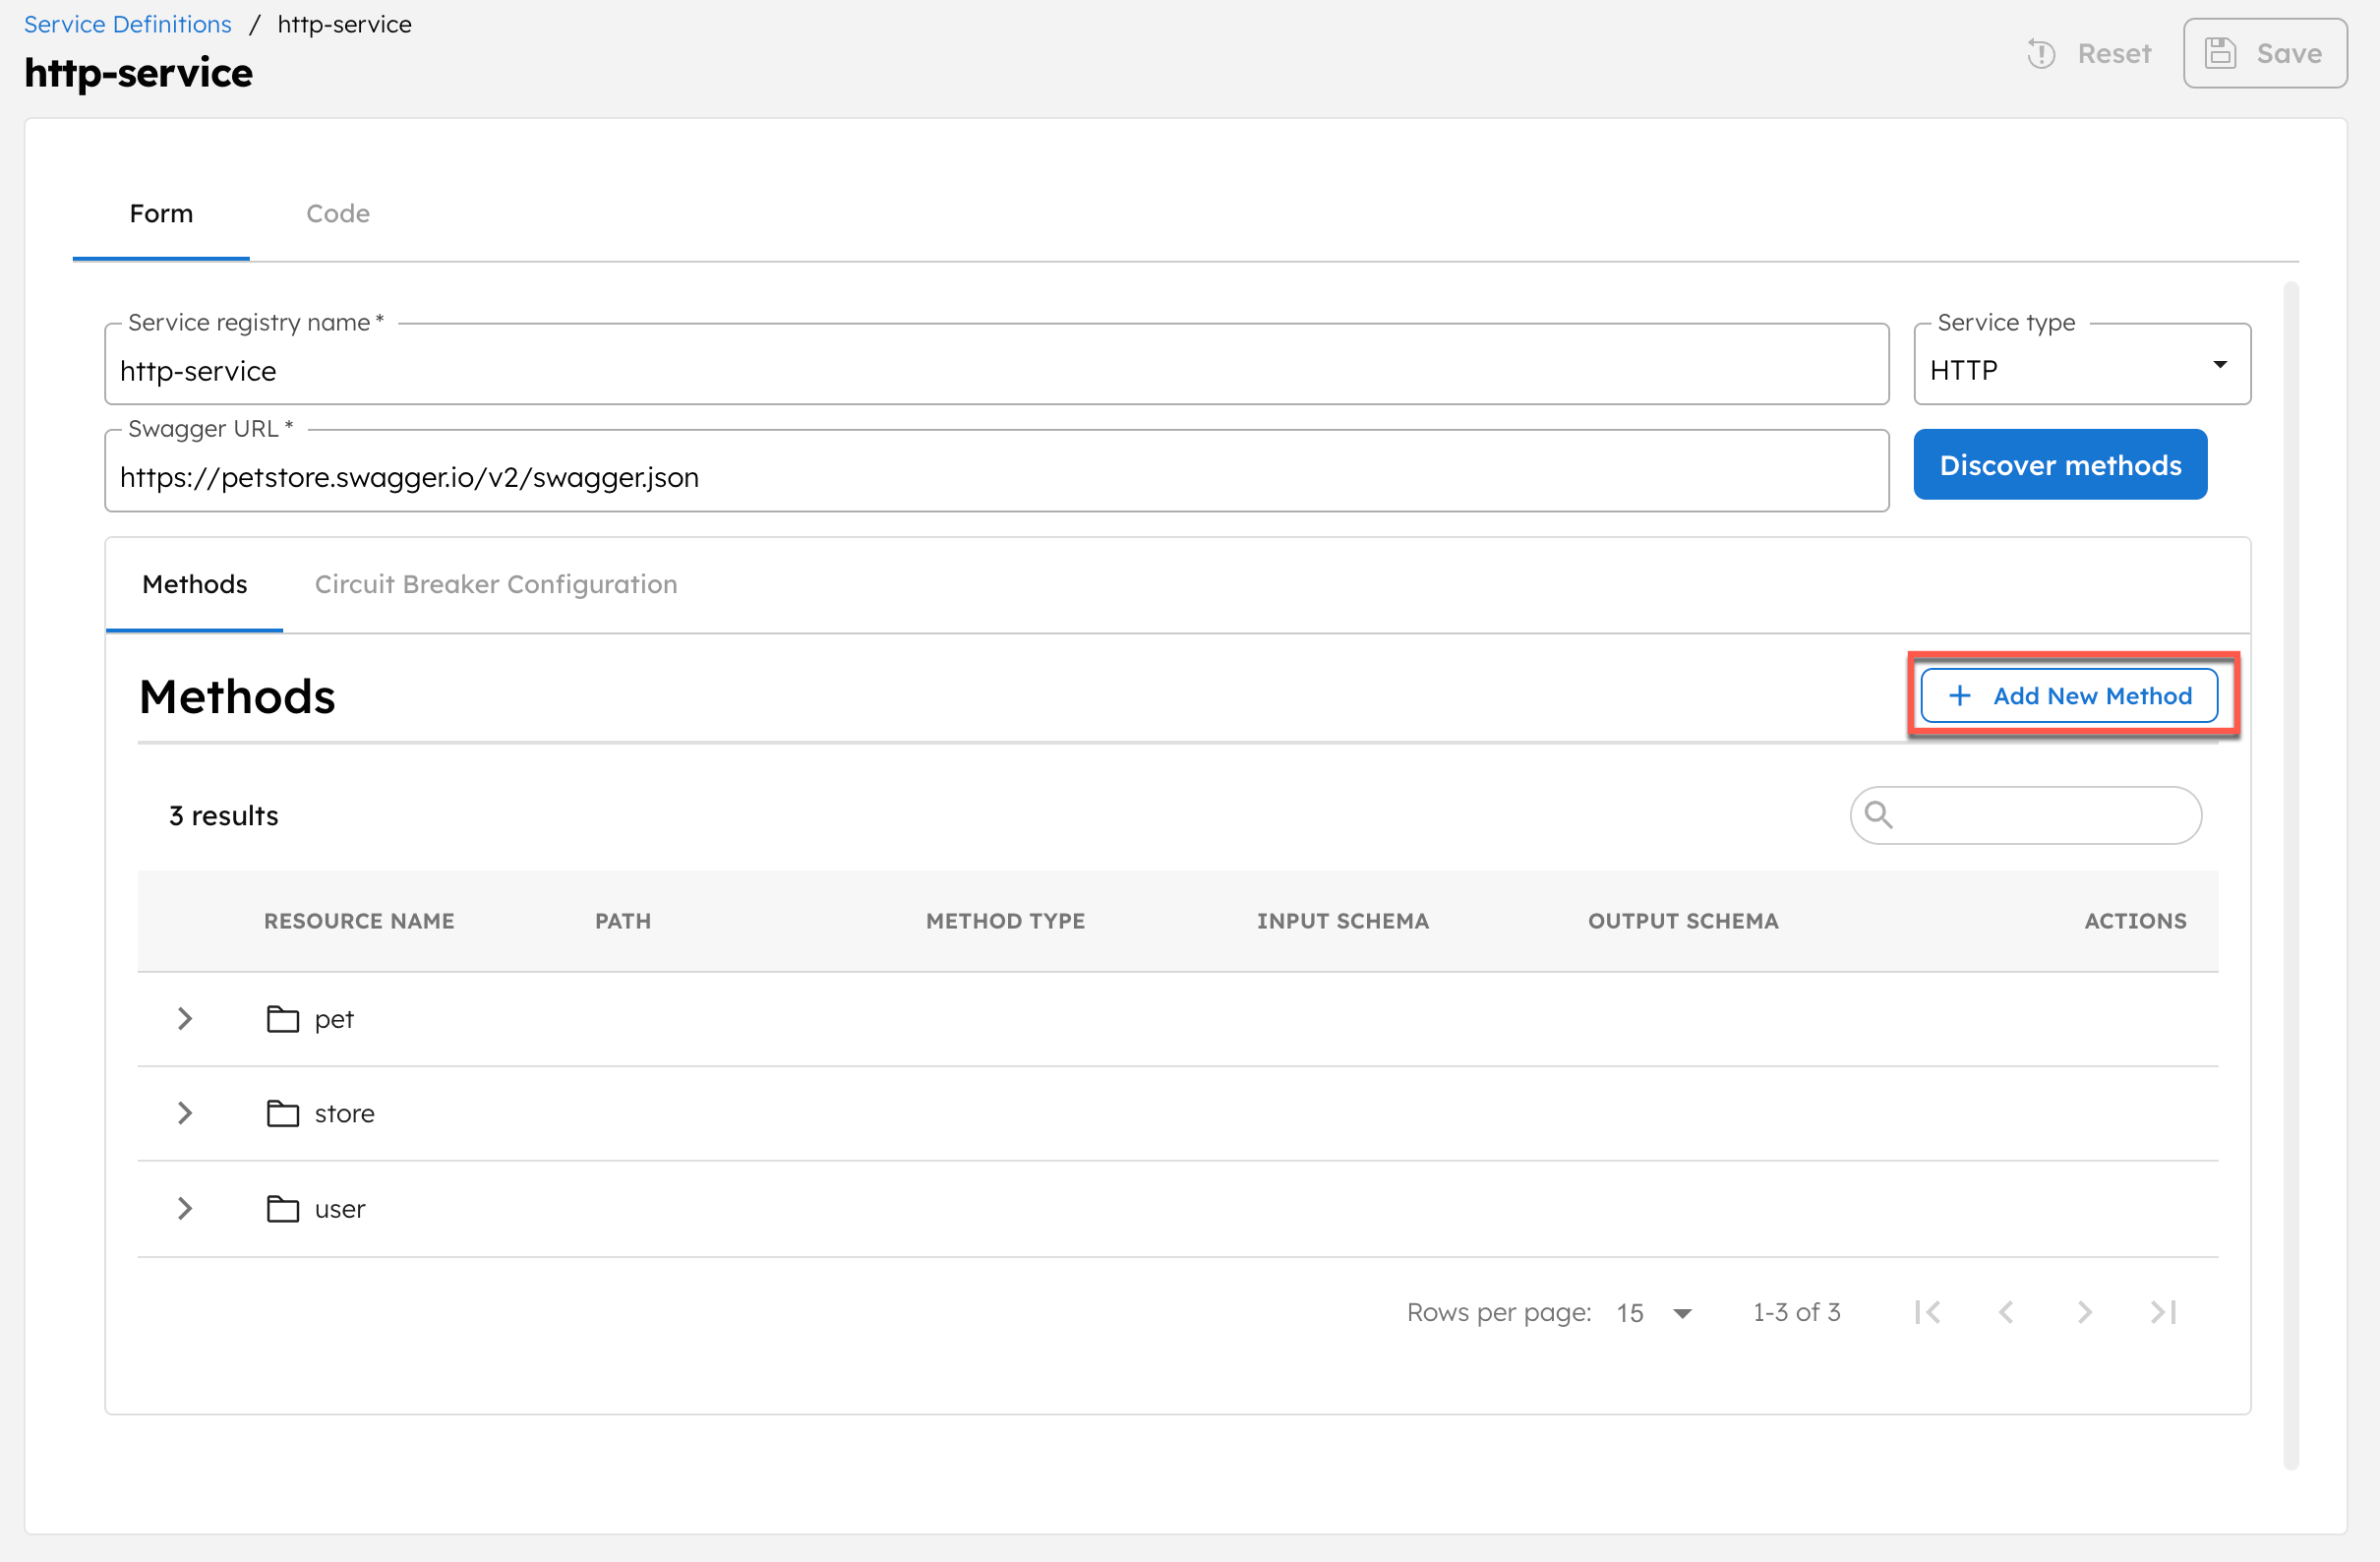 Service Definitions / http-service
http-service
Reset
Save
Form
Code
Service registry name *
http-service
Service type
HTTP
Swagger URL *
https://petstore.swagger.io/v2/swagger.json
Discover methods
Methods
Circuit Breaker Configuration
Methods
+ Add New Method
3 results
RESOURCE NAME PATH METHOD TYPE INPUT SCHEMA OUTPUT SCHEMA ACTIONS
pet
store
user
Rows per page: 15 1-3 of 3